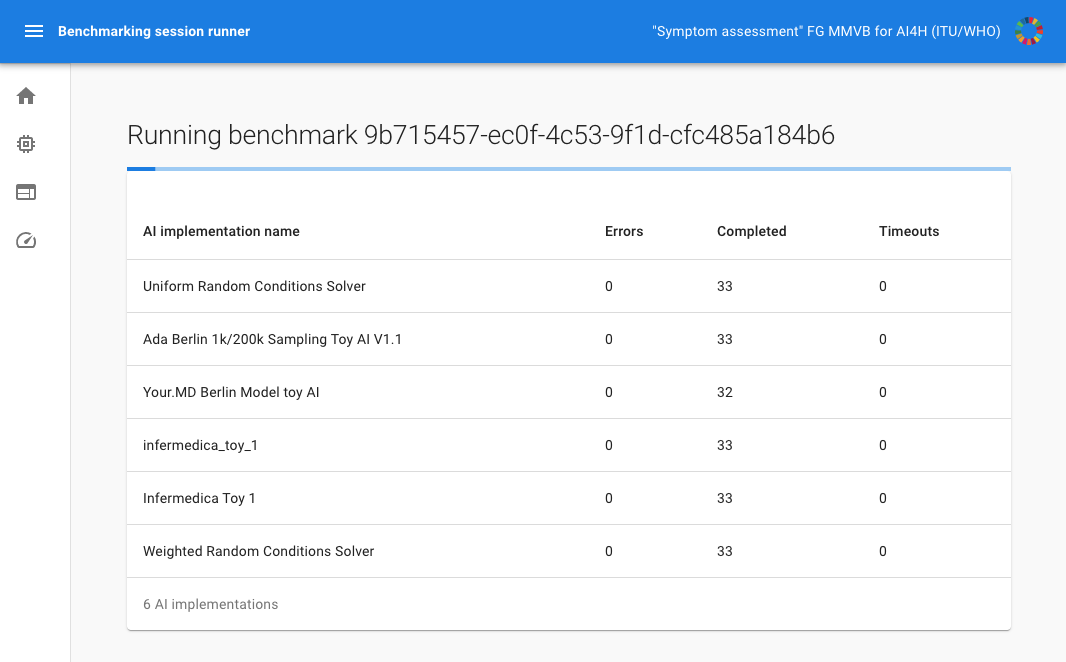 Benchmarking session runner
"Symptom assessment" FG MMVB for AI4H (ITU/WHO)
Running benchmark 9b715457-ec0f-4c53-9f1d-cfc485a184b6
AI implementation name Errors Completed Timeouts
Uniform Random Conditions Solver 0 33 0
Ada Berlin 1k/200k Sampling Toy AI V1.1 0 33 0
Your.MD Berlin Model toy AI 0 32 0
infermedica_toy_1 0 33 0
Infermedica Toy 1 0 33 0
Weighted Random Conditions Solver 0 33 0
6 AI implementations